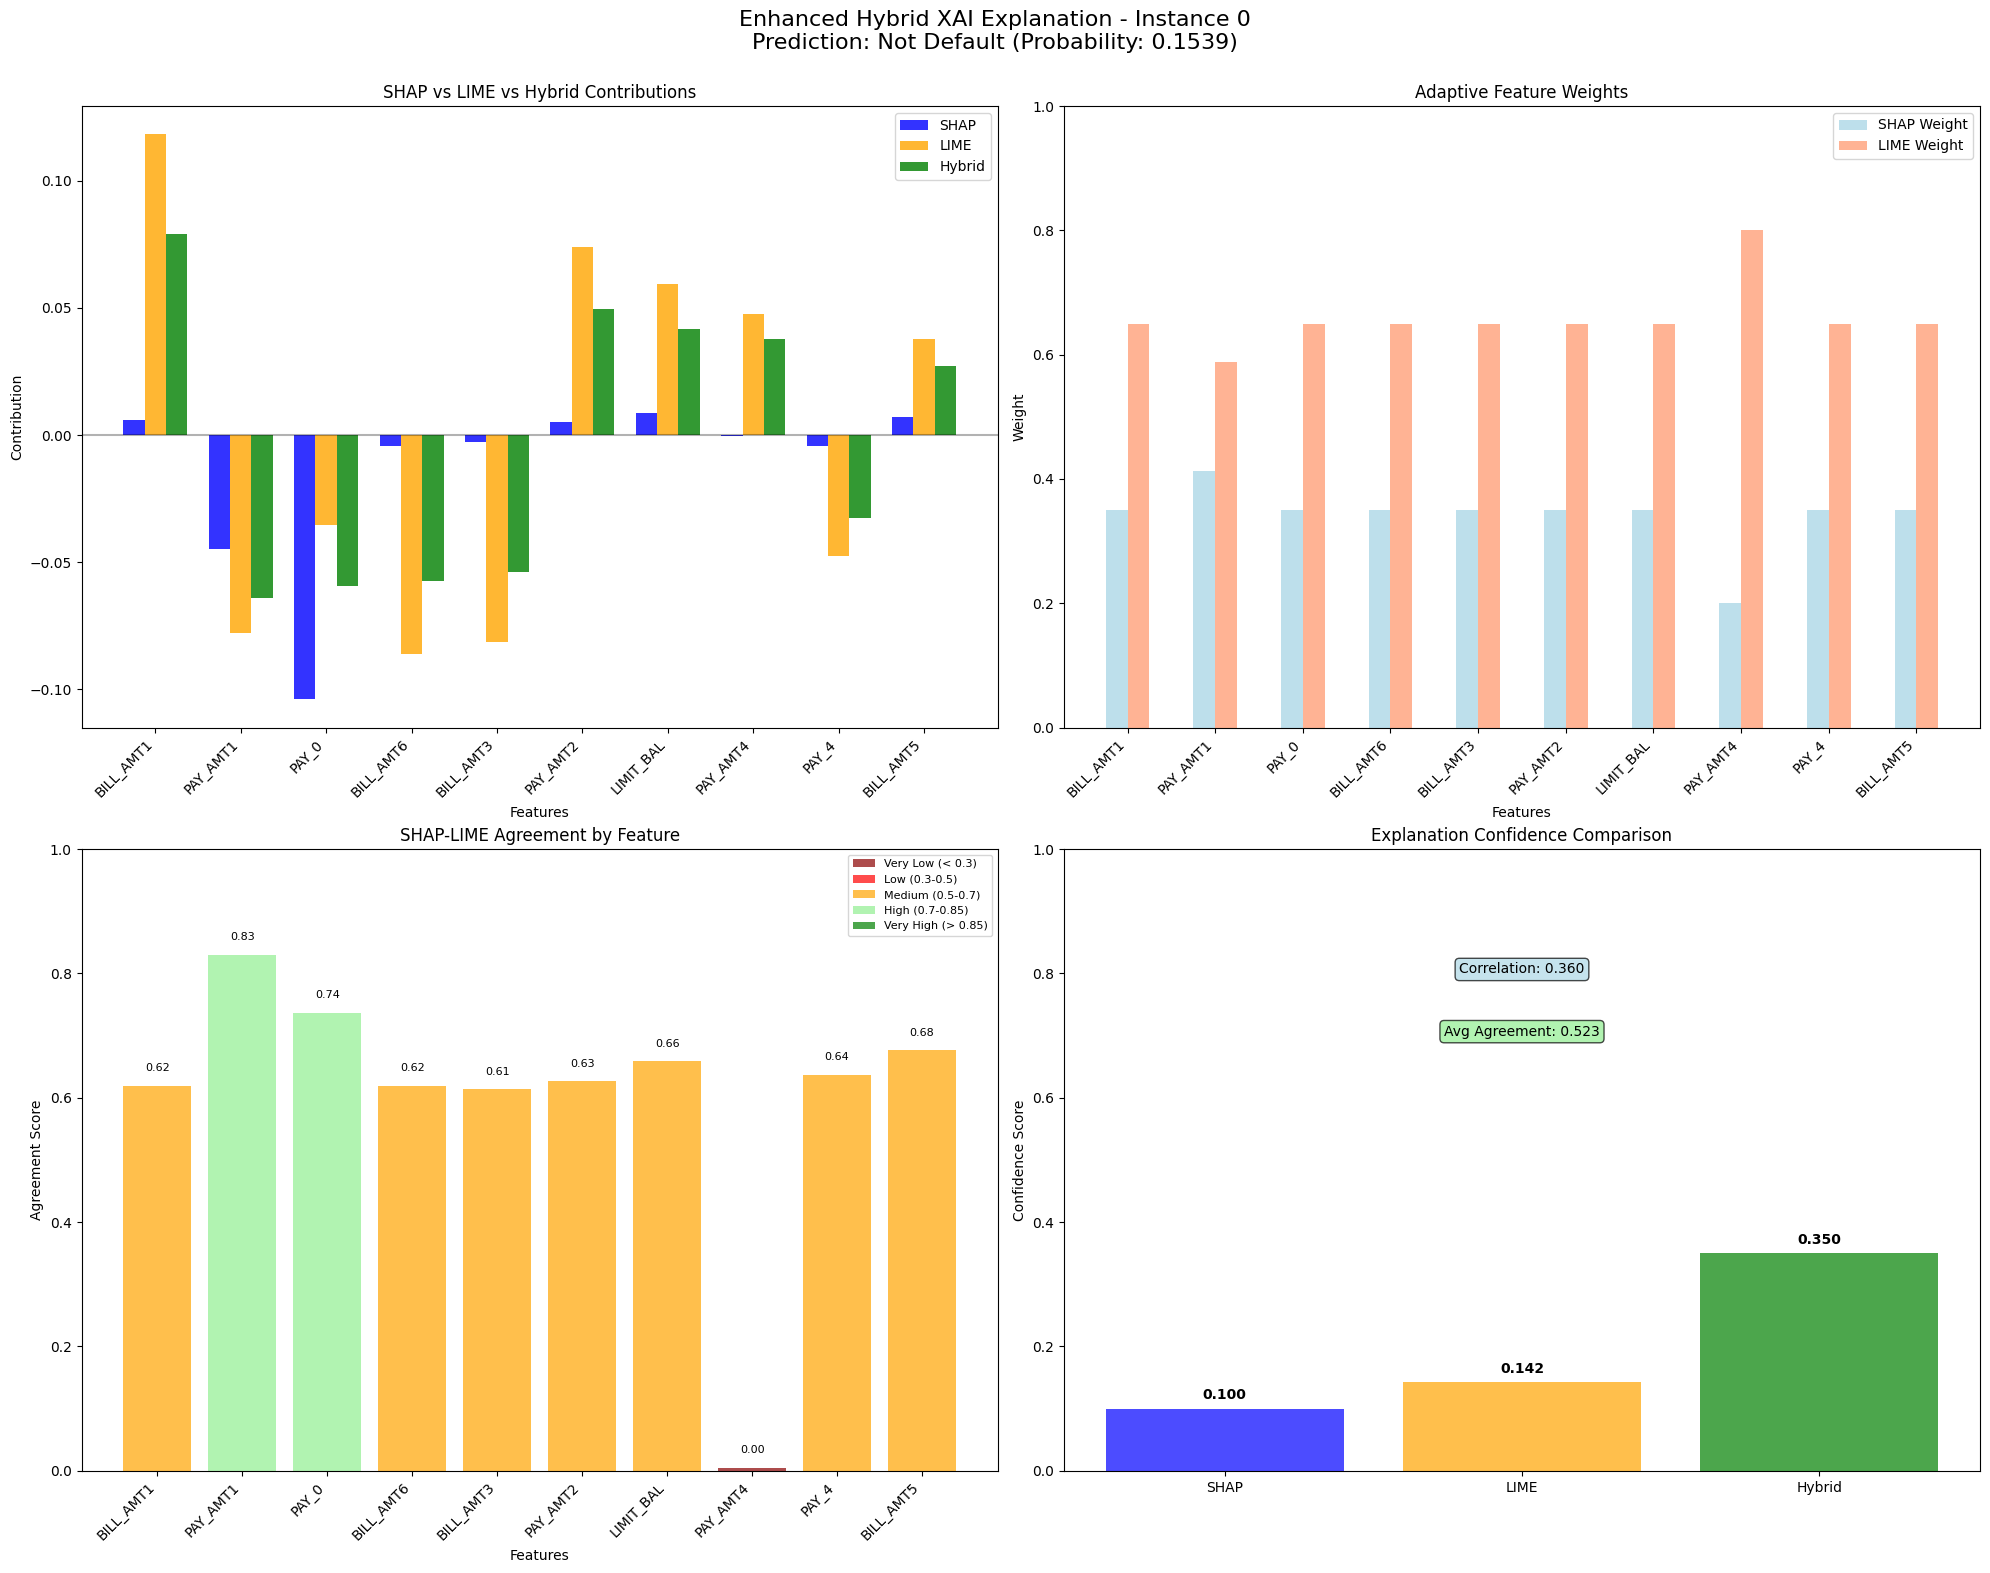 Enhanced Hybrid XAI Explanation - Instance 0
Prediction: Not Default (Probability: 0.1539)
SHAP vs LIME vs Hybrid Contributions
SHAP
LIME
Hybrid
Contribution
0.10
0.05
0.00
−0.05
−0.10
BILL_AMT1
PAY_AMT1
PAY_0
BILL_AMT6
BILL_AMT3
PAY_AMT2
LIMIT_BAL
PAY_AMT4
PAY_4
BILL_AMT5
Features
Adaptive Feature Weights
SHAP Weight
LIME Weight
Weight
1.0
0.8
0.6
0.4
0.2
0.0
BILL_AMT1
PAY_AMT1
PAY_0
BILL_AMT6
BILL_AMT3
PAY_AMT2
LIMIT_BAL
PAY_AMT4
PAY_4
BILL_AMT5
Features
SHAP-LIME Agreement by Feature
Very Low (< 0.3)
Low (0.3-0.5)
Medium (0.5-0.7)
High (0.7-0.85)
Very High (> 0.85)
Agreement Score
1.0
0.8
0.6
0.4
0.2
0.0
0.62
0.83
0.74
0.62
0.61
0.63
0.66
0.00
0.64
0.68
BILL_AMT1
PAY_AMT1
PAY_0
BILL_AMT6
BILL_AMT3
PAY_AMT2
LIMIT_BAL
PAY_AMT4
PAY_4
BILL_AMT5
Features
Explanation Confidence Comparison
Confidence Score
1.0
0.8
0.6
0.4
0.2
0.0
Correlation: 0.360
Avg Agreement: 0.523
0.100
0.142
0.350
SHAP
LIME
Hybrid